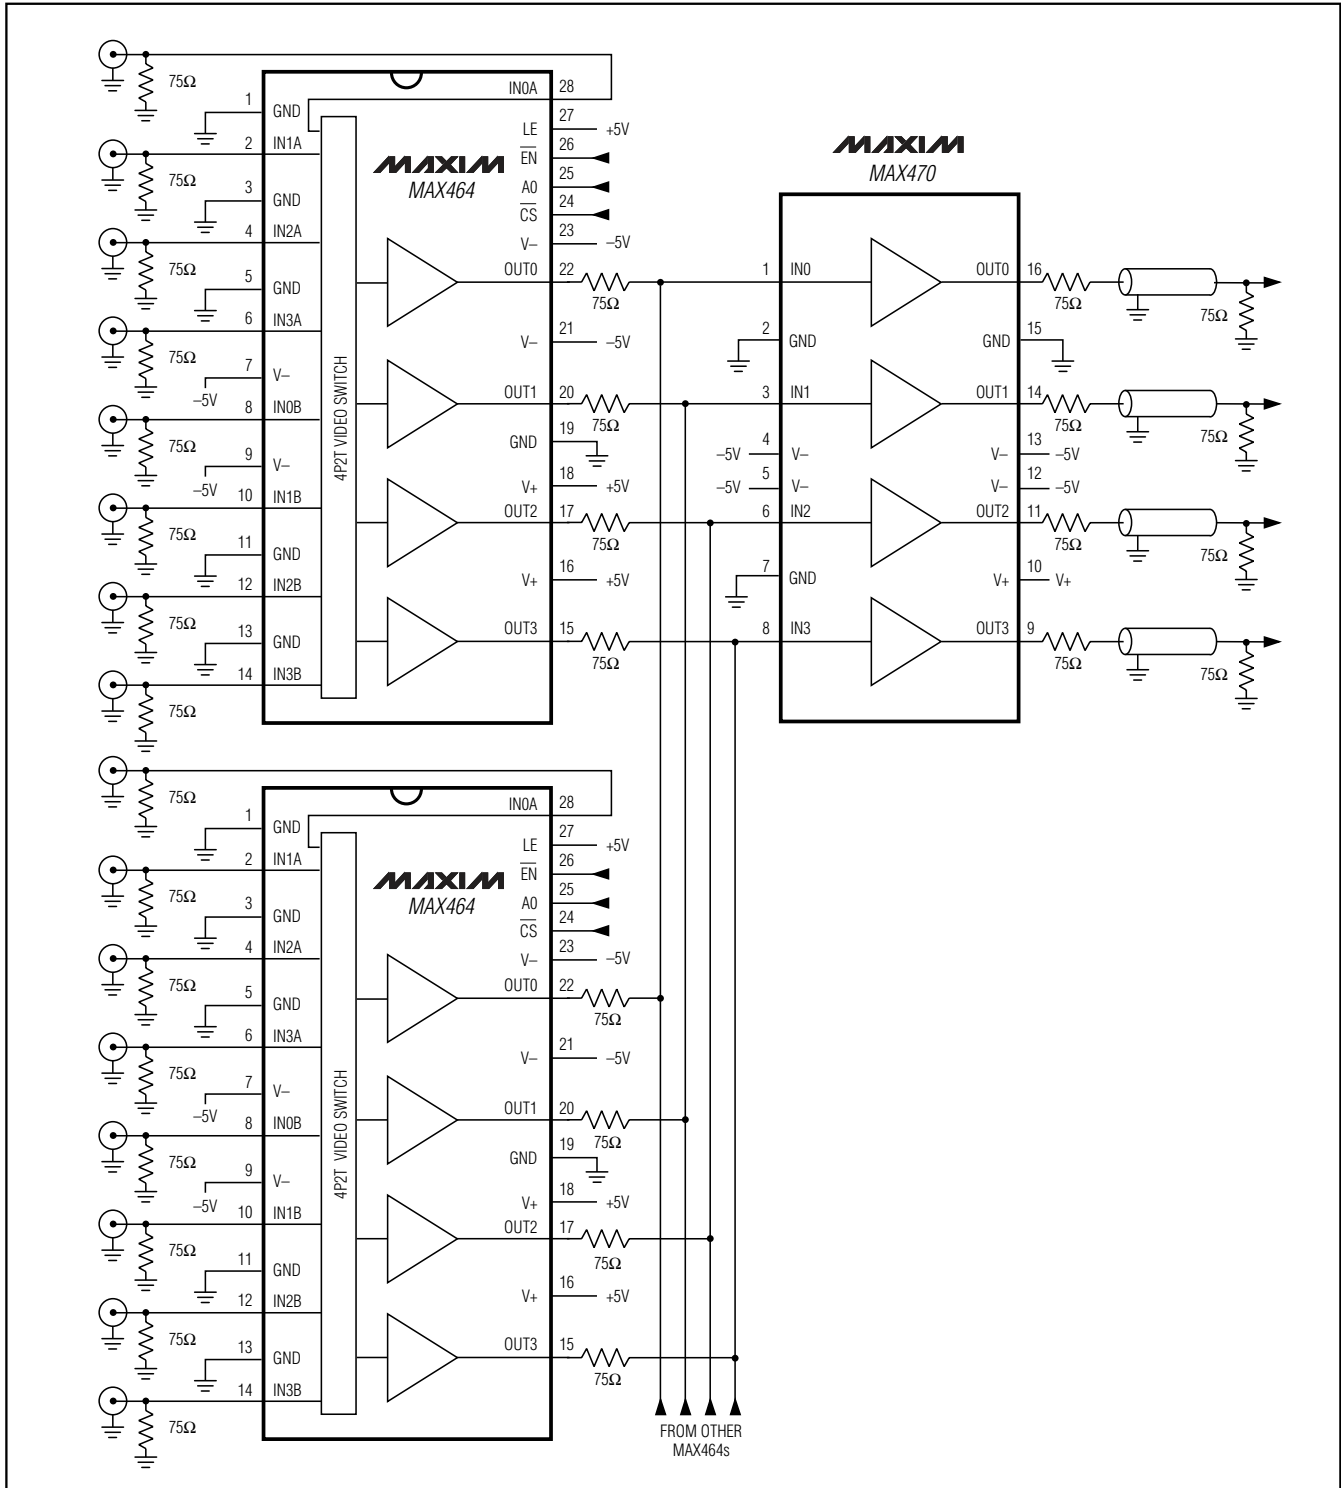 75Ω
1 GND
2 IN1A
75Ω
3 GND
4 IN2A
75Ω
5 GND
6 IN3A
75Ω
7 V–
–5V
8 IN0B
75Ω
9 V–
–5V
10 IN1B
75Ω
11 GND
12 IN2B
75Ω
13 GND
14 IN3B
75Ω
4P2T VIDEO SWITCH
MAXIM
MAX464
IN0A 28
LE 27 +5V
EN 26
A0 25
CS 24
V– 23 –5V
OUT0 22
75Ω
V– 21 –5V
OUT1 20
75Ω
GND 19
V+ 18 +5V
OUT2 17
75Ω
V+ 16 +5V
OUT3 15
75Ω
MAXIM
MAX470
1 IN0
2 GND
3 IN1
–5V 4 V–
–5V 5 V–
6 IN2
7 GND
8 IN3
OUT0 16
75Ω
75Ω
GND 15
OUT1 14
75Ω
75Ω
V– 13 –5V
V– 12 –5V
OUT2 11
75Ω
75Ω
V+ 10 V+
OUT3 9
75Ω
75Ω
75Ω
1 GND
2 IN1A
75Ω
3 GND
4 IN2A
75Ω
5 GND
6 IN3A
75Ω
7 V–
–5V
8 IN0B
75Ω
9 V–
–5V
10 IN1B
75Ω
11 GND
12 IN2B
75Ω
13 GND
14 IN3B
75Ω
4P2T VIDEO SWITCH
MAXIM
MAX464
IN0A 28
LE 27 +5V
EN 26
A0 25
CS 24
V– 23 –5V
OUT0 22
75Ω
V– 21 –5V
OUT1 20
75Ω
GND 19
V+ 18 +5V
OUT2 17
75Ω
V+ 16 +5V
OUT3 15
75Ω
FROM OTHER
MAX464s